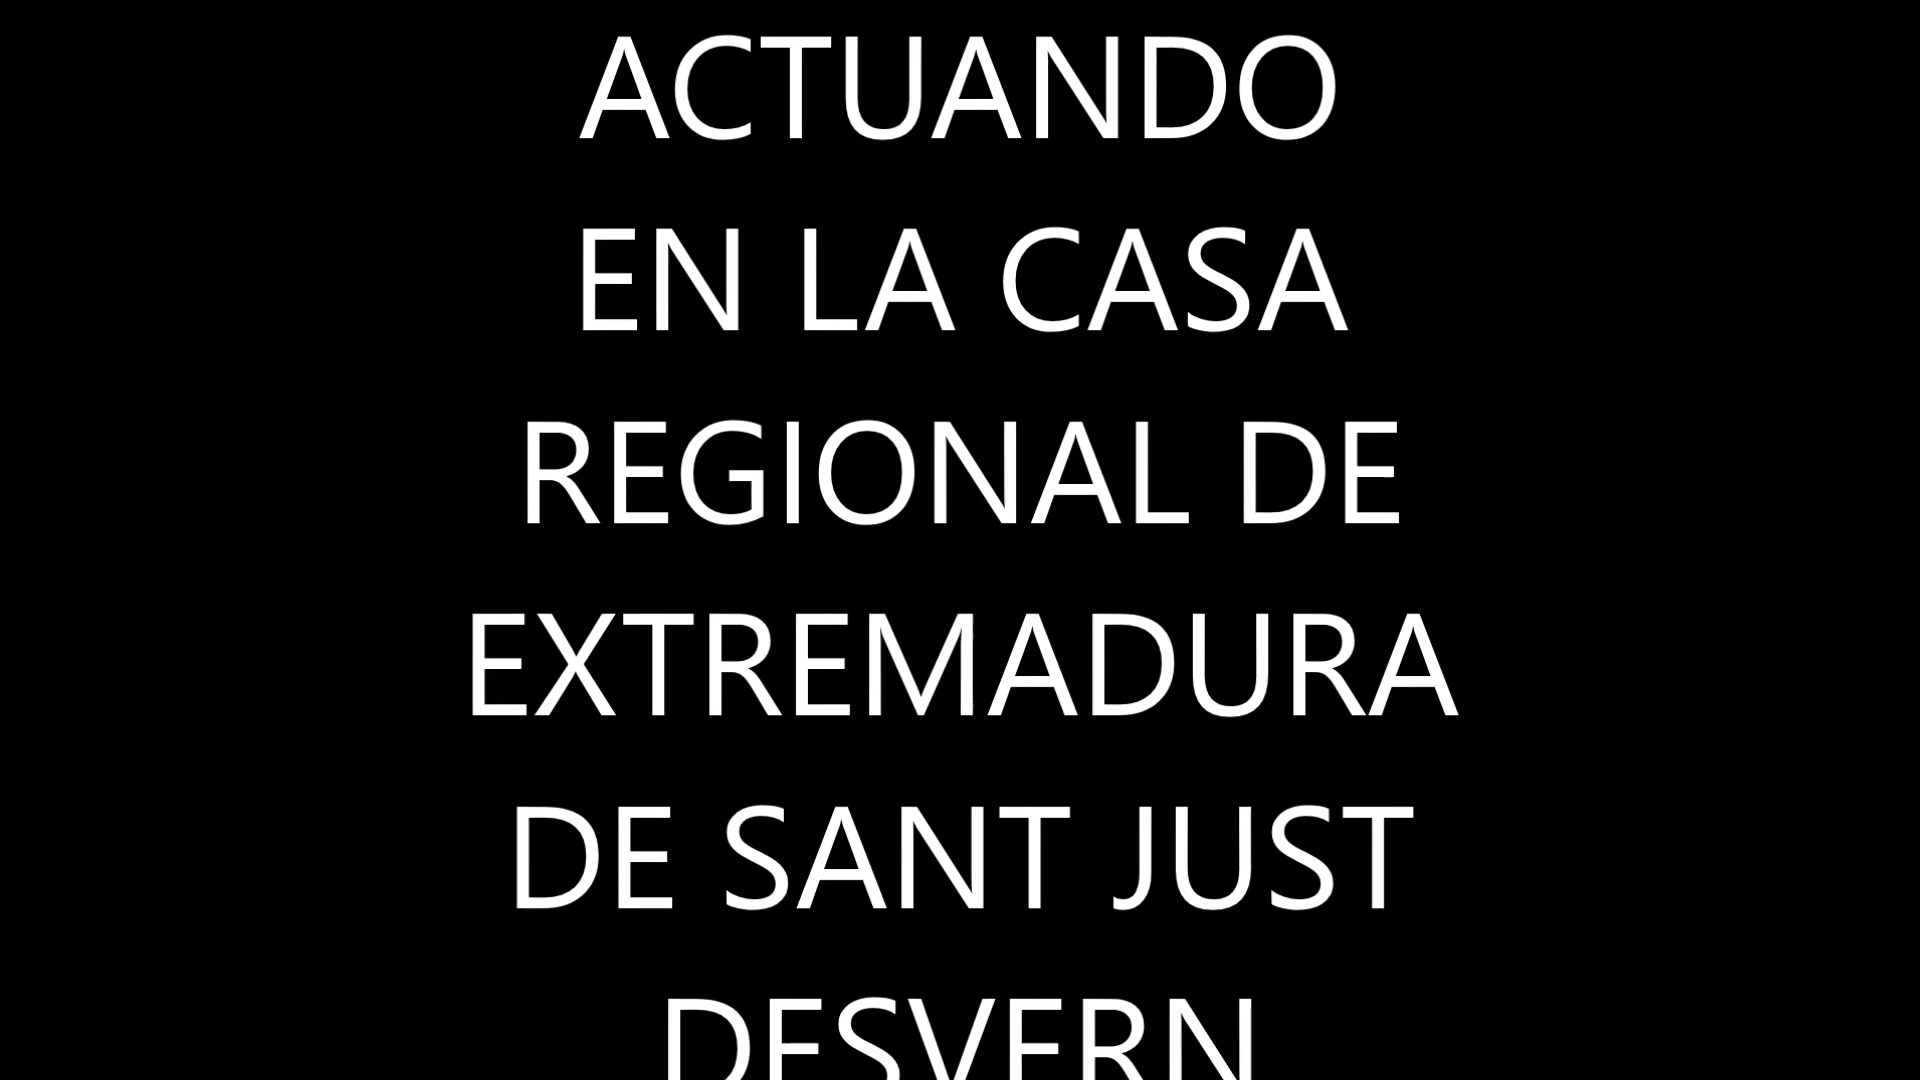 ACTUANDO
EN LA CASA
REGIONAL DE
EXTREMADURA
DE SANT JUST
DESVERN